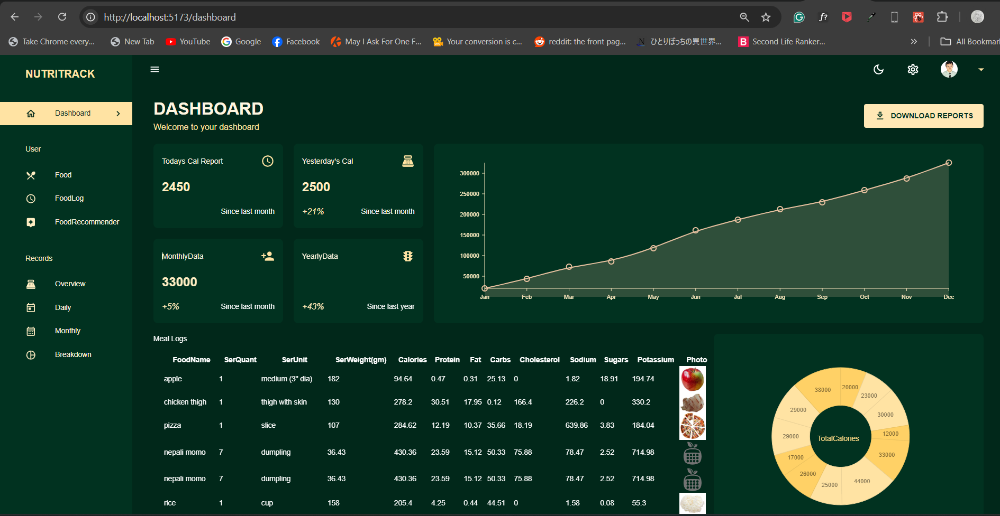 http://localhost:5173/dashboard
Take Chrome every...
New Tab
YouTube
Google
Facebook
May I Ask For One F...
Your conversion is c...
reddit: the front pag...
ひとりぼっちの異世界...
Second Life Ranker...
All Bookmar
NUTRITRACK
Dashboard
User
Food
FoodLog
FoodRecommender
Records
Overview
Daily
Monthly
Breakdown
DASHBOARD
Welcome to your dashboard
DOWNLOAD REPORTS
Todays Cal Report
2450
Since last month
Yesterday's Cal
2500
+21% Since last month
MonthlyData
33000
+5% Since last month
YearlyData
+43% Since last year
300000
250000
200000
150000
100000
50000
Jan Feb Mar Apr May Jun Jul Aug Sep Oct Nov Dec
Meal Logs
FoodName SerQuant SerUnit SerWeight(gm) Calories Protein Fat Carbs Cholesterol Sodium Sugars Potassium Photo
apple 1 medium (3" dia) 182 94.64 0.47 0.31 25.13 0 1.82 18.91 194.74
chicken thigh 1 thigh with skin 130 278.2 30.51 17.95 0.12 166.4 226.2 0 330.2
pizza 1 slice 107 284.62 12.19 10.37 35.66 18.19 639.86 3.83 184.04
nepali momo 7 dumpling 36.43 430.36 23.59 15.12 50.33 75.88 78.47 2.52 714.98
nepali momo 7 dumpling 36.43 430.36 23.59 15.12 50.33 75.88 78.47 2.52 714.98
rice 1 cup 158 205.4 4.25 0.44 44.51 0 1.58 0.08 55.3
20000
23000
30000
12000
33000
44000
25000
26000
17000
29000
29000
38000
TotalCalories